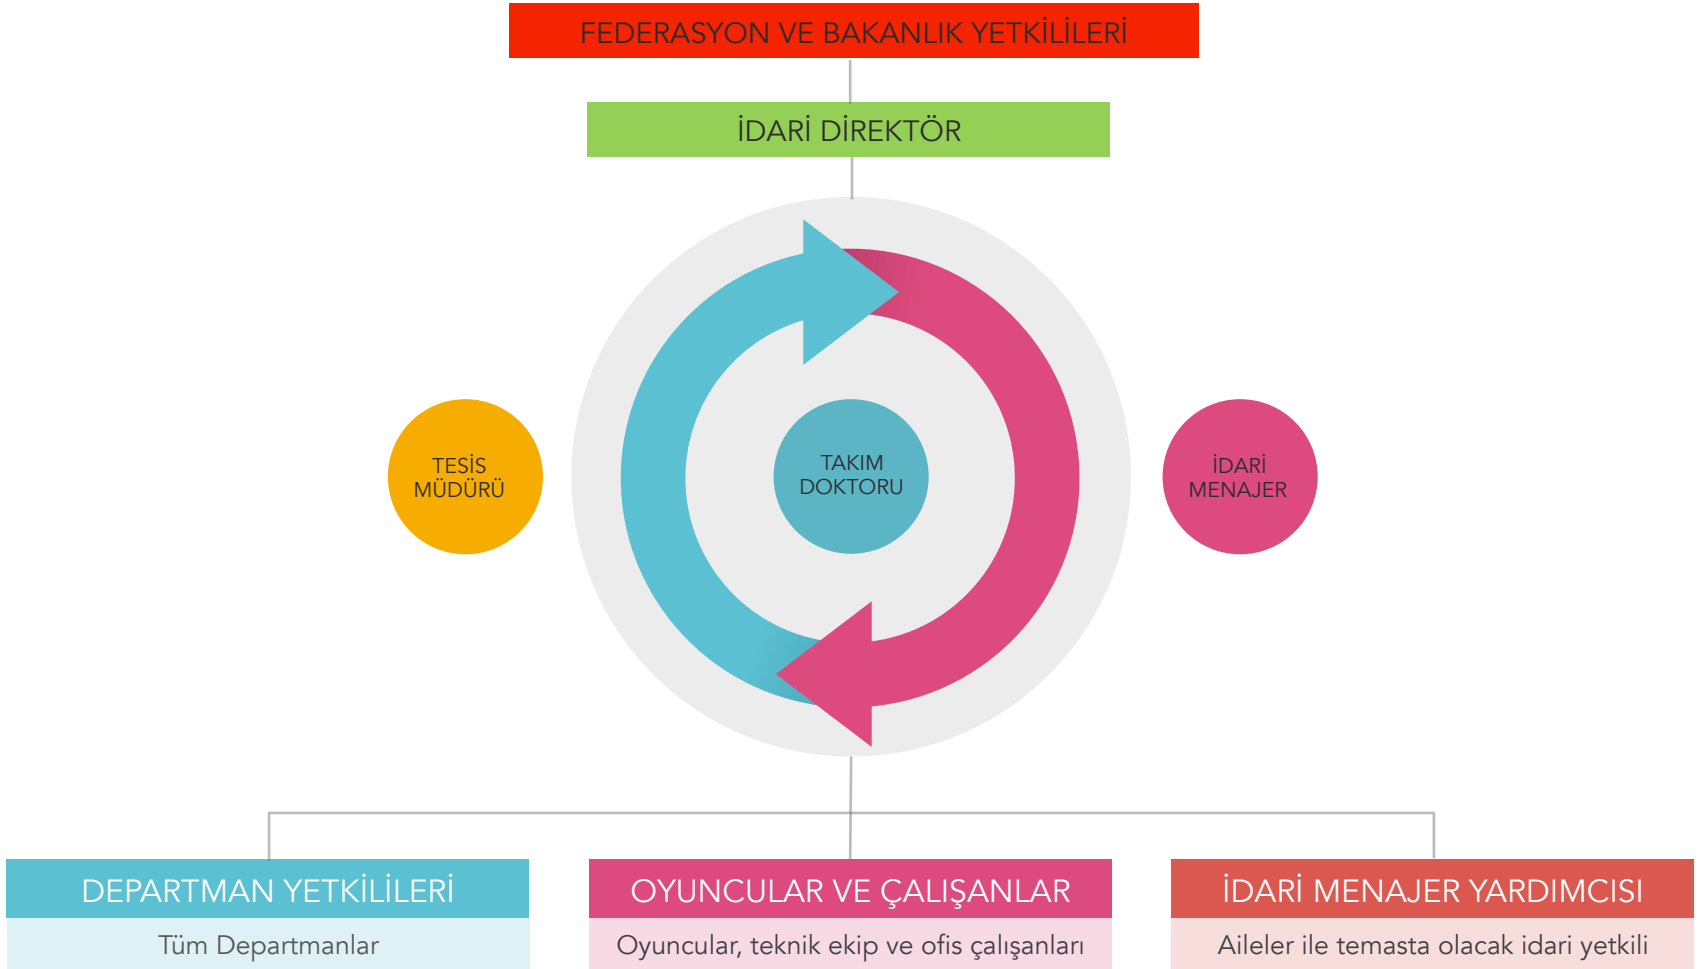 FEDERASYON VE BAKANLIK YETKİLİLERİ
İDARİ DİREKTÖR
TESİS
MÜDÜRÜ
TAKIM
DOKTORU
İDARİ
MENAJER
DEPARTMAN YETKİLİLERİ
Tüm Departmanlar
OYUNCULAR VE ÇALIŞANLAR
Oyuncular, teknik ekip ve ofis çalışanları
İDARİ MENAJER YARDIMCISI
Aileler ile temasta olacak idari yetkili